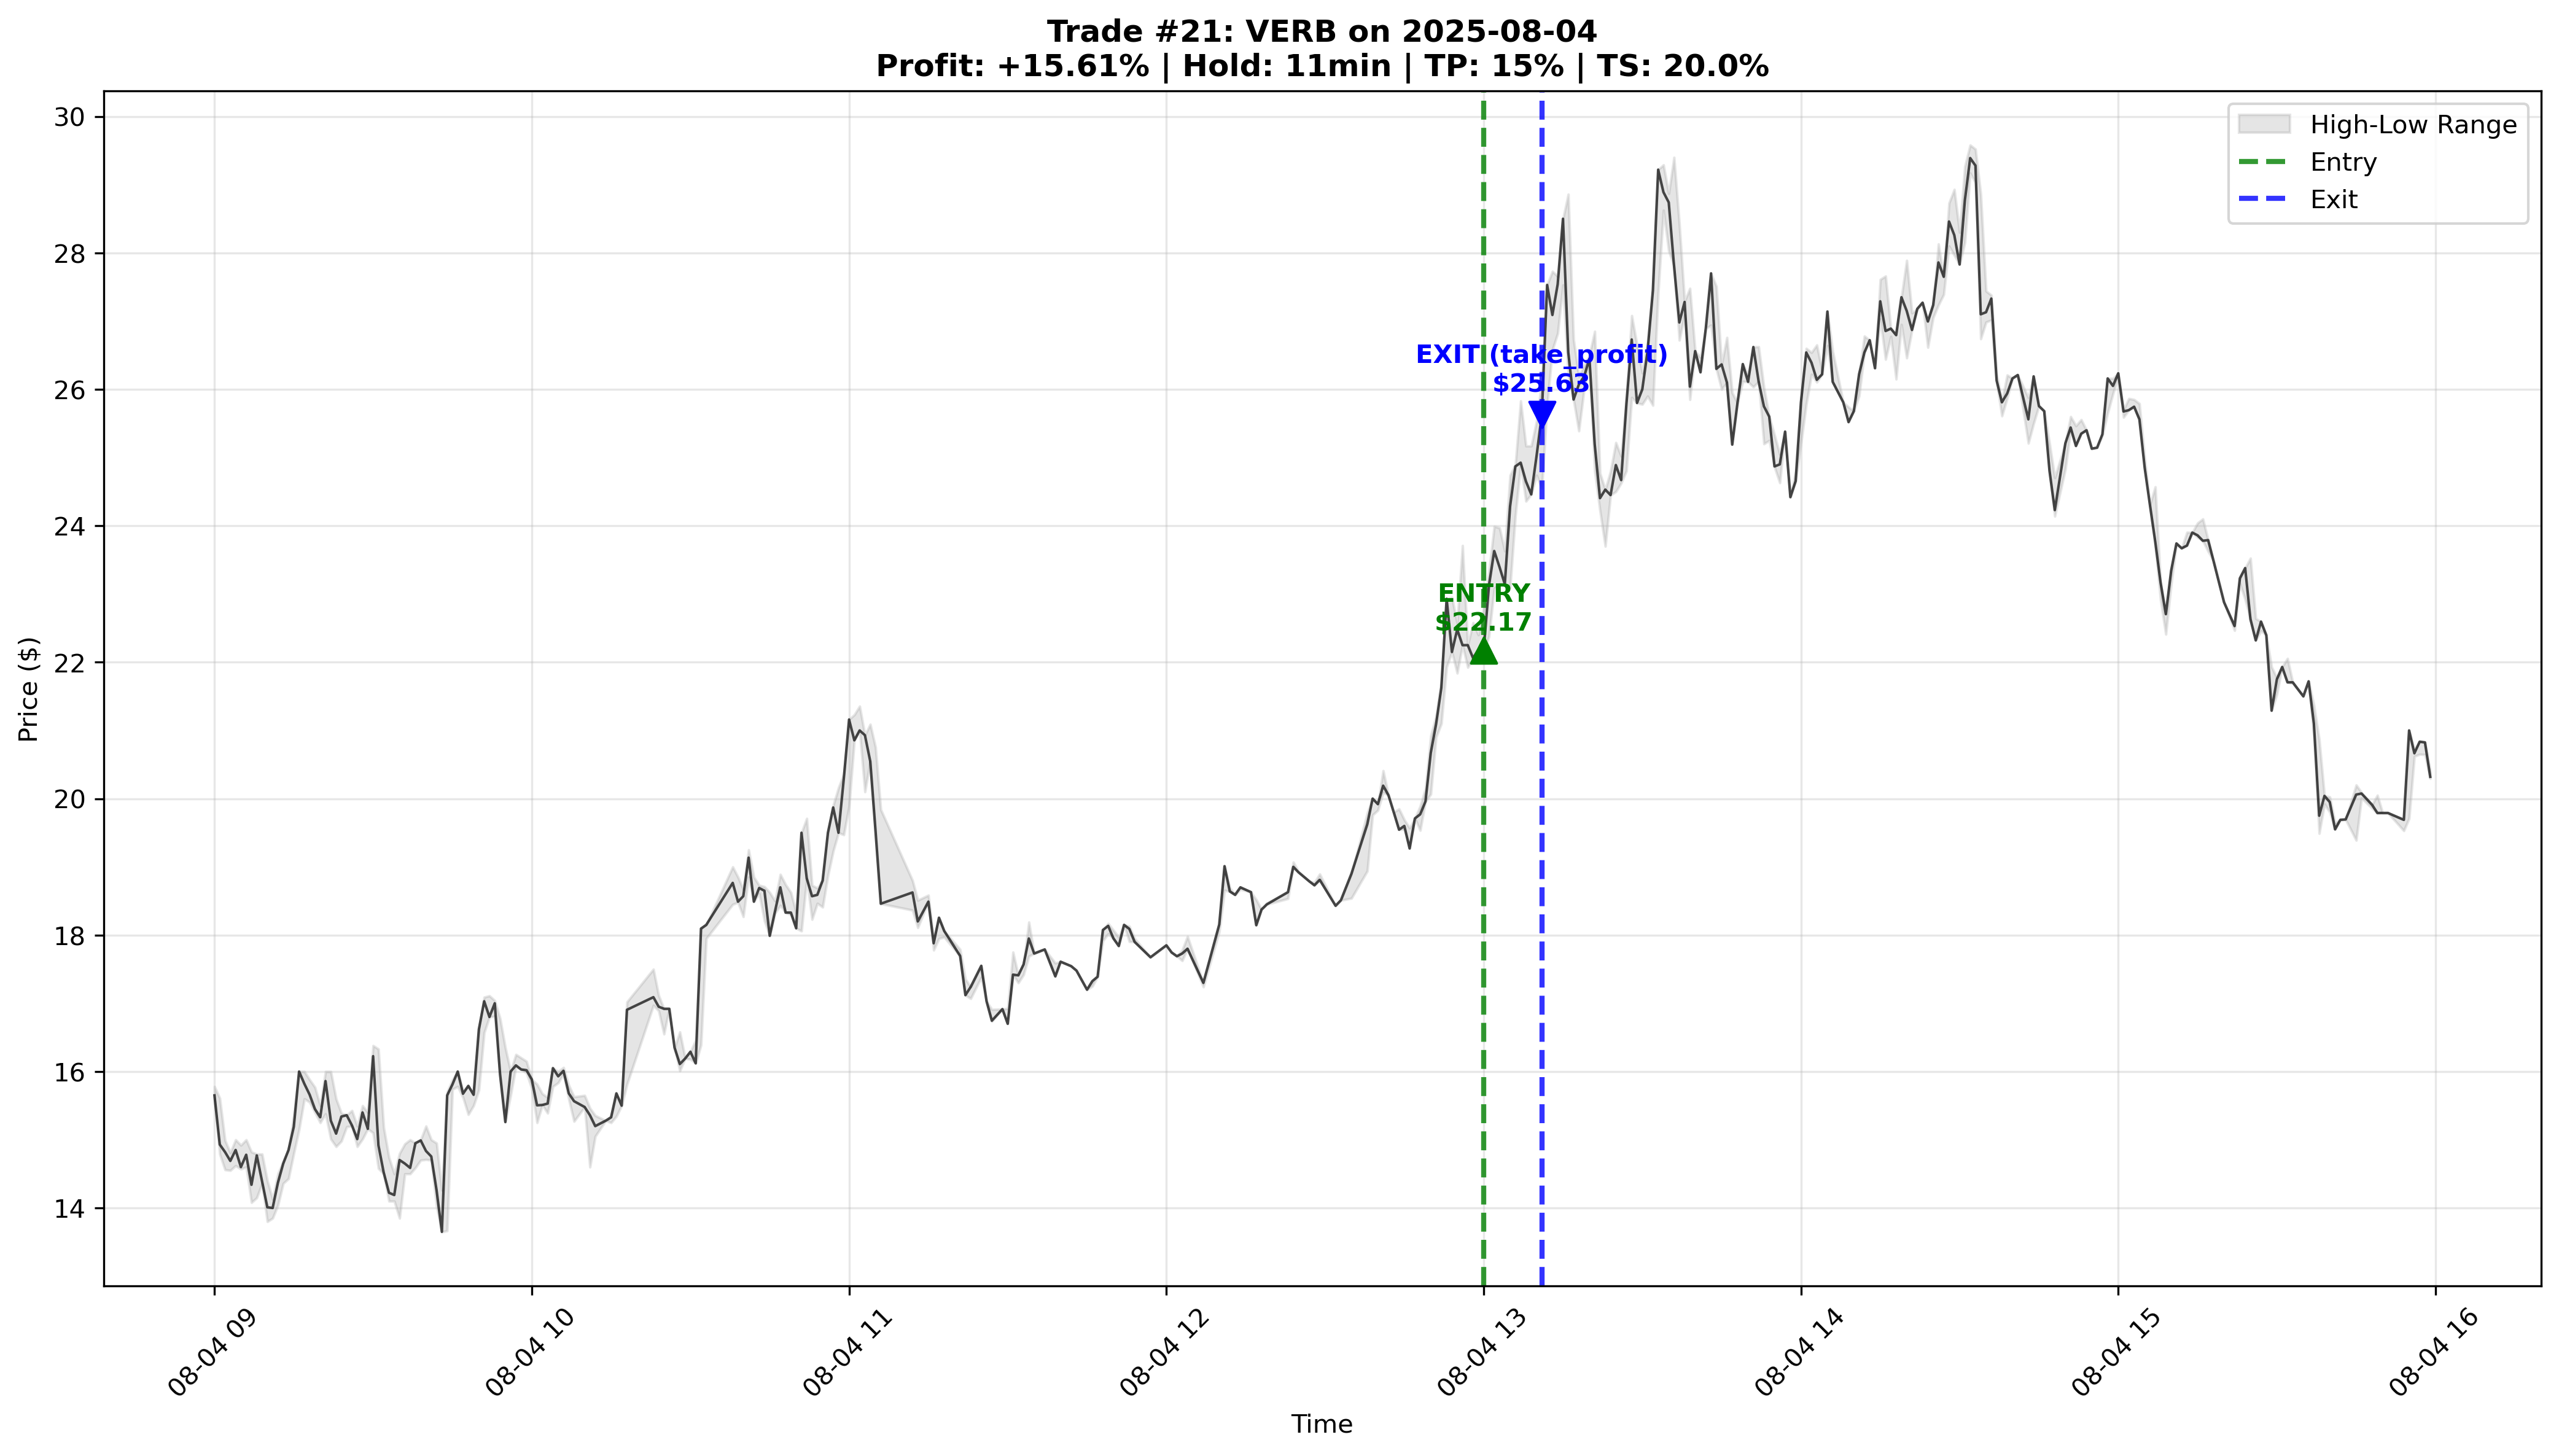 Trade #21: VERB on 2025-08-04
Profit: +15.61% | Hold: 11min | TP: 15% | TS: 20.0%
30
28
26
24
22
20
18
16
14
Price ($)
High-Low Range
Entry
Exit
EXIT (take_profit)
$25.63
ENTRY
$22.17
08-04 09
08-04 10
08-04 11
08-04 12
08-04 13
08-04 14
08-04 15
08-04 16
Time